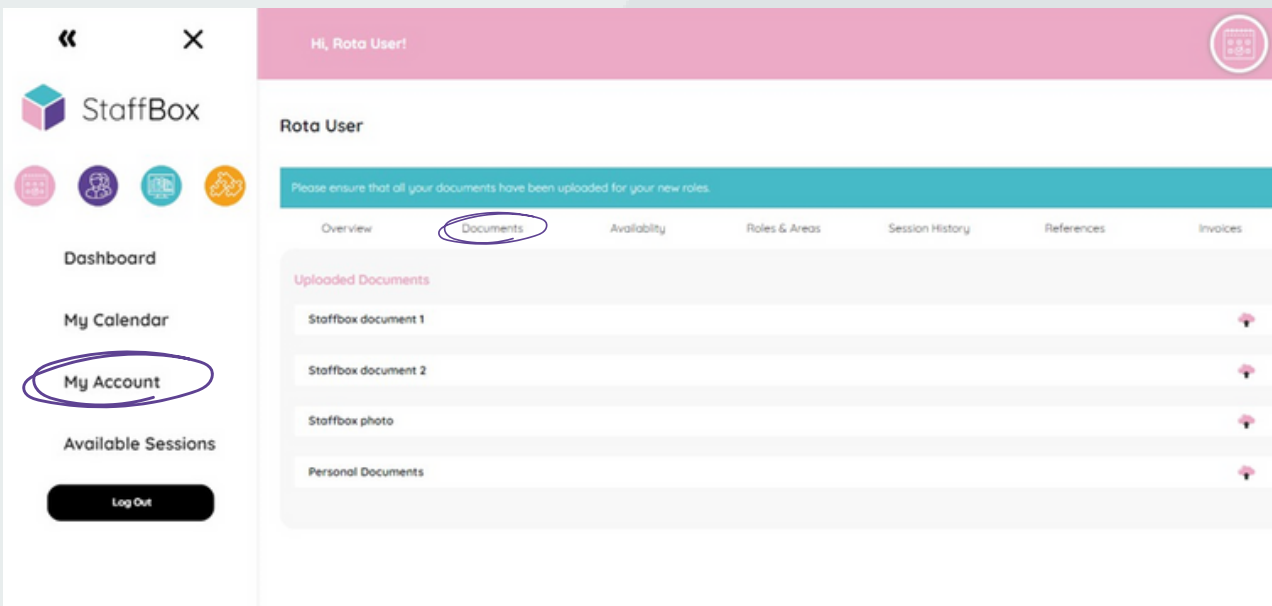 Hi, Rota User!
StaffBox
Rota User
Please ensure that all your documents have been uploaded for your new roles.
Overview Documents Availablity Roles & Areas Session History References Invoices
Dashboard
My Calendar
My Account
Available Sessions
Log Out
Uploaded Documents
Staffbox document 1
Staffbox document 2
Staffbox photo
Personal Documents